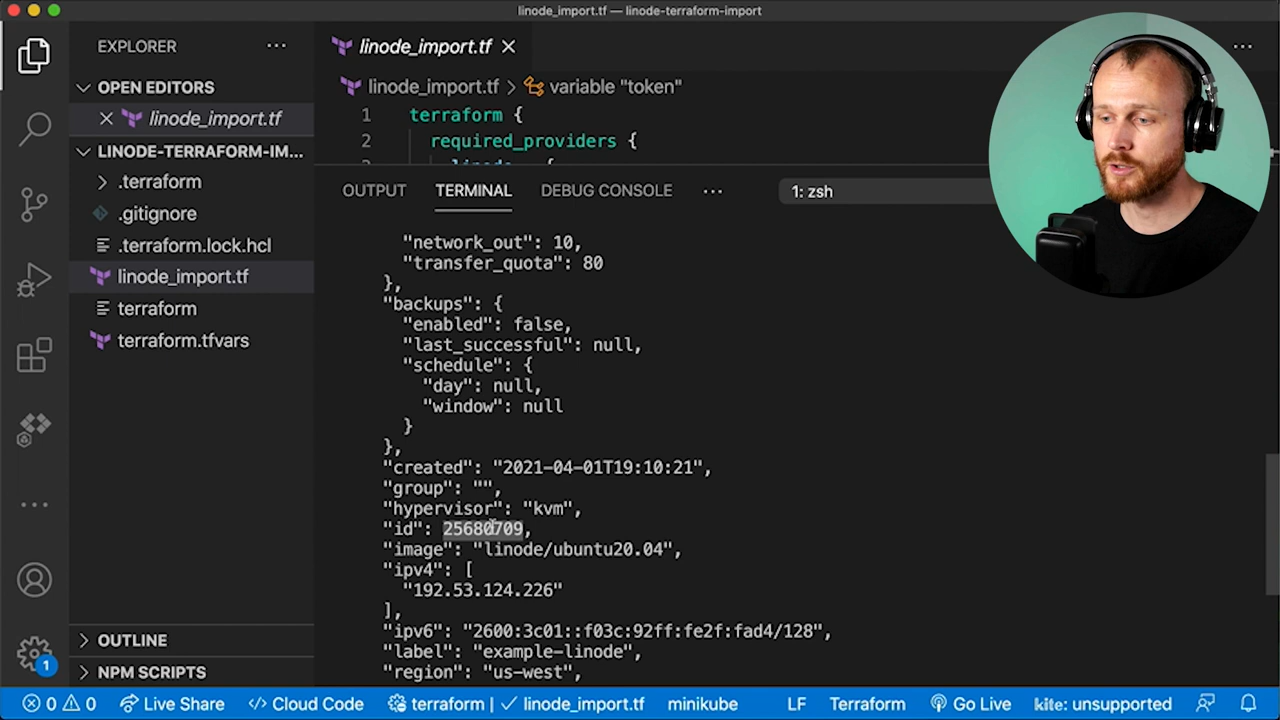 linode_import.tf — linode-terraform-import
EXPLORER
OPEN EDITORS
linode_import.tf
LINODE-TERRAFORM-IM...
.terraform
.gitignore
.terraform.lock.hcl
linode_import.tf
terraform
terraform.tfvars
OUTLINE
NPM SCRIPTS
1
linode_import.tf
linode_import.tf > variable "token"
1 terraform {
2 required_providers {
OUTPUT TERMINAL DEBUG CONSOLE ... 1: zsh
"network_out": 10,
"transfer_quota": 80
},
"backups": {
"enabled": false,
"last_successful": null,
"schedule": {
"day": null,
"window": null
}
},
"created": "2021-04-01T19:10:21",
"group": "",
"hypervisor": "kvm",
"id": 25680709,
"image": "linode/ubuntu20.04",
"ipv4": [
"192.53.124.226"
],
"ipv6": "2600:3c01::f03c:92ff:fe2f:fad4/128",
"label": "example-linode",
"region": "us-west",
0 0 Live Share Cloud Code terraform | linode_import.tf minikube LF Terraform Go Live kite: unsupported